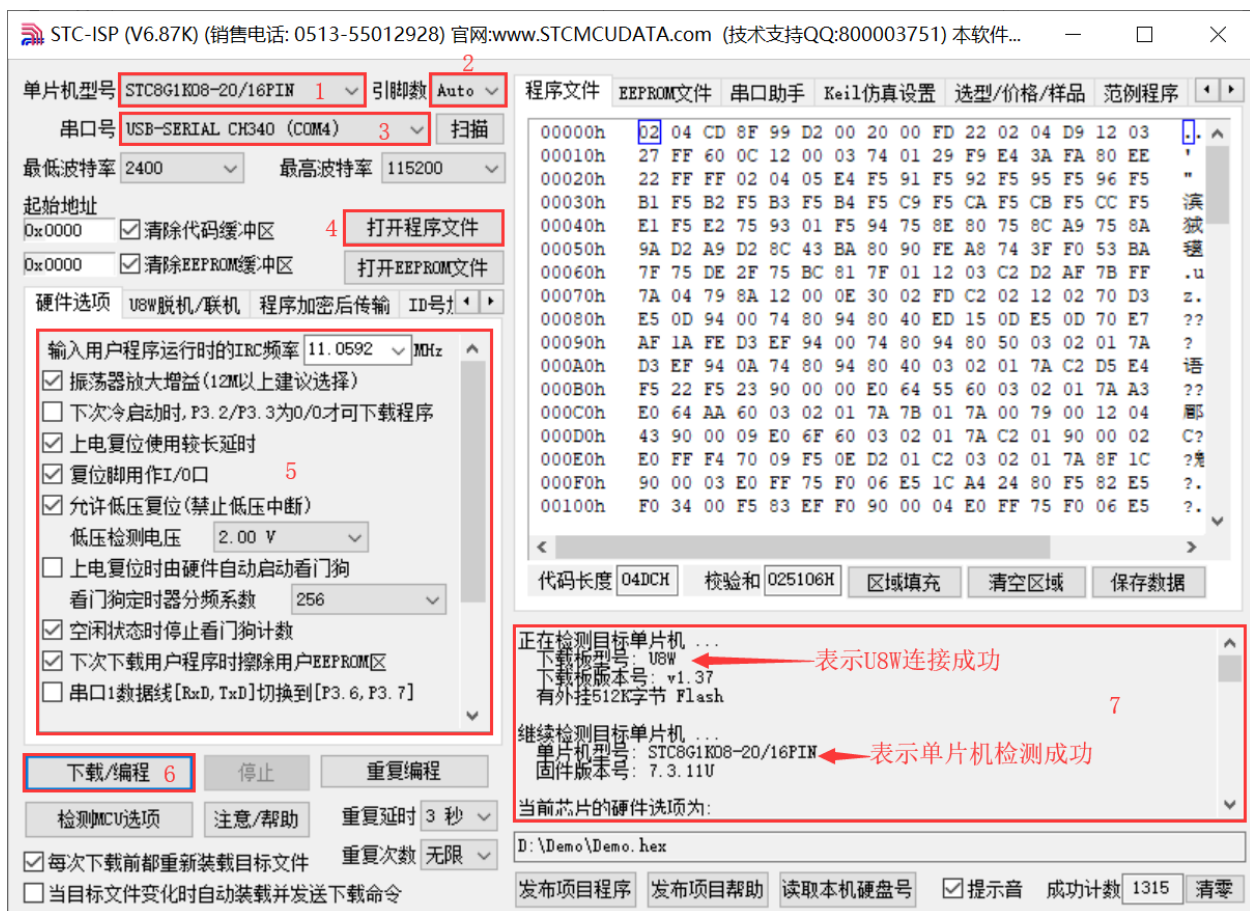 STC-ISP (V6.87K) (销售电话: 0513-55012928) 官网:www.STCMCUDATA.com (技术支持QQ:800003751) 本软件...
单片机型号 STC8G1K08-20/16PIN 1 引脚数 Auto 2
串口号 USB-SERIAL CH340 (COM4) 3 扫描
最低波特率 2400 最高波特率 115200
起始地址
0x0000 清除代码缓冲区 4 打开程序文件
0x0000 清除EEPROM缓冲区 打开EEPROM文件
硬件选项 U8W脱机/联机 程序加密后传输
输入用户程序运行时的IRC频率 11.0592 MHz
振荡器放大增益(12M以上建议选择)
下次冷启动时,P3.2/P3.3为0/0才可下载程序
上电复位使用较长延时
复位脚用作I/O口 5
允许低压复位(禁止低压中断)
低压检测电压 2.00 V
上电复位时由硬件自动启动看门狗
看门狗定时器分频系数 256
空闲状态时停止看门狗计数
下次下载用户程序时擦除用户EEPROM区
串口1数据线[RxD,TxD]切换到[P3.6,P3.7]
下载/编程 6 停止 重复编程
检测MCU选项 注意/帮助 重复延时 3 秒
每次下载前都重新装载目标文件 重复次数 无限
当目标文件变化时自动装载并发送下载命令
程序文件 EEPROM文件 串口助手 Keil仿真设置 选型/价格/样品 范例程序
00000h 02 04 CD 8F 99 D2 00 20 00 FD 22 02 04 D9 12 03 ..
00010h 27 FF 60 0C 12 00 03 74 01 29 F9 E4 3A FA 80 EE '
00020h 22 FF FF 02 04 05 E4 F5 91 F5 92 F5 95 F5 96 F5 "
00030h B1 F5 B2 F5 B3 F5 B4 F5 C9 F5 CA F5 CB F5 CC F5
00040h E1 F5 E2 75 93 01 F5 94 75 8E 80 75 8C A9 75 8A
00050h 9A D2 A9 D2 8C 43 BA 80 90 FE A8 74 3F F0 53 BA
00060h 7F 75 DE 2F 75 BC 81 7F 01 12 03 C2 D2 AF 7B FF .u
00070h 7A 04 79 8A 12 00 0E 30 02 FD C2 02 12 02 70 D3 z.
00080h E5 0D 94 00 74 80 94 80 40 ED 15 0D E5 0D 70 E7 ??
00090h AF 1A FE D3 EF 94 00 74 80 94 80 50 03 02 01 7A ?
000A0h D3 EF 94 0A 74 80 94 80 40 03 02 01 7A C2 D5 E4 语
000B0h F5 22 F5 23 90 00 00 E0 64 55 60 03 02 01 7A A3 ??
000C0h E0 64 AA 60 03 02 01 7A 7B 01 7A 00 79 00 12 04
000D0h 43 90 00 09 E0 6F 60 03 02 01 7A C2 01 90 00 02 C?
000E0h E0 FF F4 70 09 F5 0E D2 01 C2 03 02 01 7A 8F 1C
000F0h 90 00 03 E0 FF 75 F0 06 E5 1C A4 24 80 F5 82 E5 ?.
00100h F0 34 00 F5 83 EF F0 90 00 04 E0 FF 75 F0 06 E5 ?.
代码长度 04DCH 校验和 025106H 区域填充 清空区域 保存数据
正在检测目标单片机 ...
下载板型号: U8W 表示U8W连接成功
下载板版本号: v1.37
有外挂512K字节 Flash
7
继续检测目标单片机 ...
单片机型号: STC8G1K08-20/16PIN 表示单片机检测成功
固件版本号: 7.3.11U
当前芯片的硬件选项为:
D:\Demo\Demo.hex
发布项目程序 发布项目帮助 读取本机硬盘号 提示音 成功计数 1315 清零